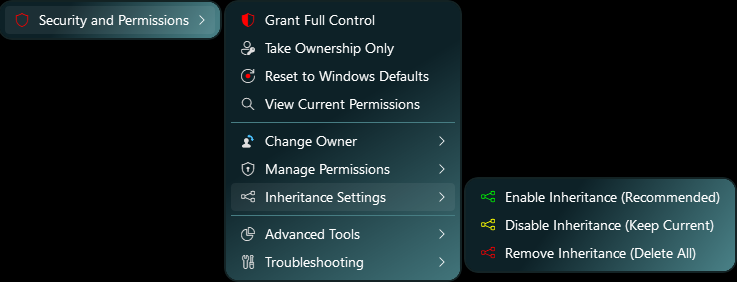 Security and Permissions
Grant Full Control
Take Ownership Only
Reset to Windows Defaults
View Current Permissions
Change Owner
Manage Permissions
Inheritance Settings
Advanced Tools
Troubleshooting
Enable Inheritance (Recommended)
Disable Inheritance (Keep Current)
Remove Inheritance (Delete All)